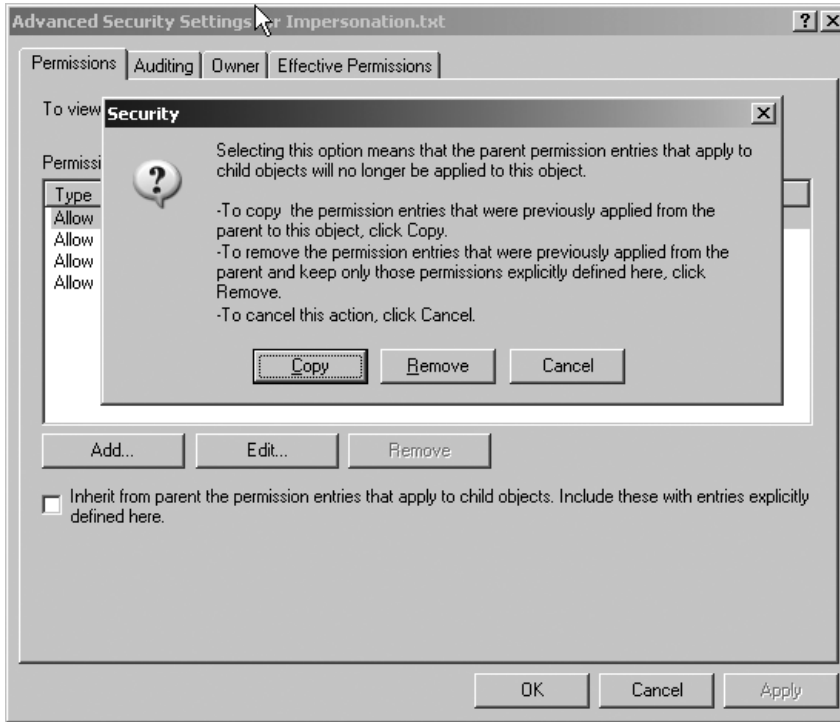 Advanced Security Settings for Impersonation.txt
Permissions Auditing Owner Effective Permissions
To view
Security
Selecting this option means that the parent permission entries that apply to
child objects will no longer be applied to this object.
-To copy the permission entries that were previously applied from the
parent to this object, click Copy.
-To remove the permission entries that were previously applied from the
parent and keep only those permissions explicitly defined here, click
Remove.
-To cancel this action, click Cancel.
Copy Remove Cancel
Permissi
Type
Allow
Allow
Allow
Allow
Add... Edit... Remove
Inherit from parent the permission entries that apply to child objects. Include these with entries explicitly
defined here.
OK Cancel Apply